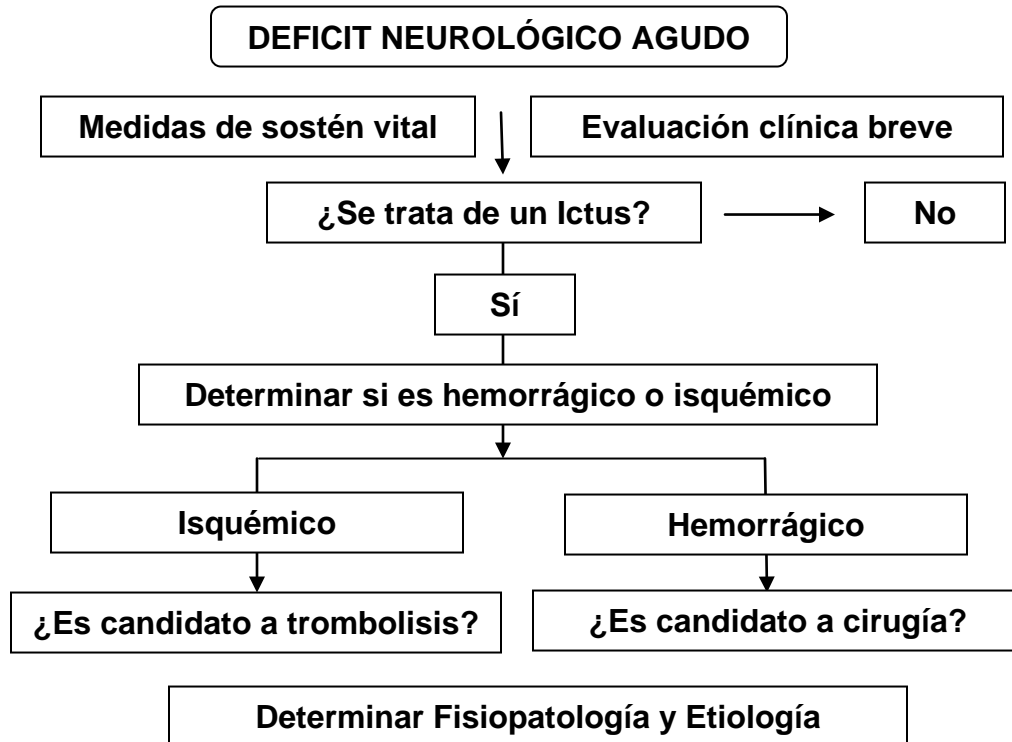 DEFICIT NEUROLÓGICO AGUDO
Medidas de sostén vital
Evaluación clínica breve
¿Se trata de un Ictus?
No
Sí
Determinar si es hemorrágico o isquémico
Isquémico
Hemorrágico
¿Es candidato a trombolisis?
¿Es candidato a cirugía?
Determinar Fisiopatología y Etiología